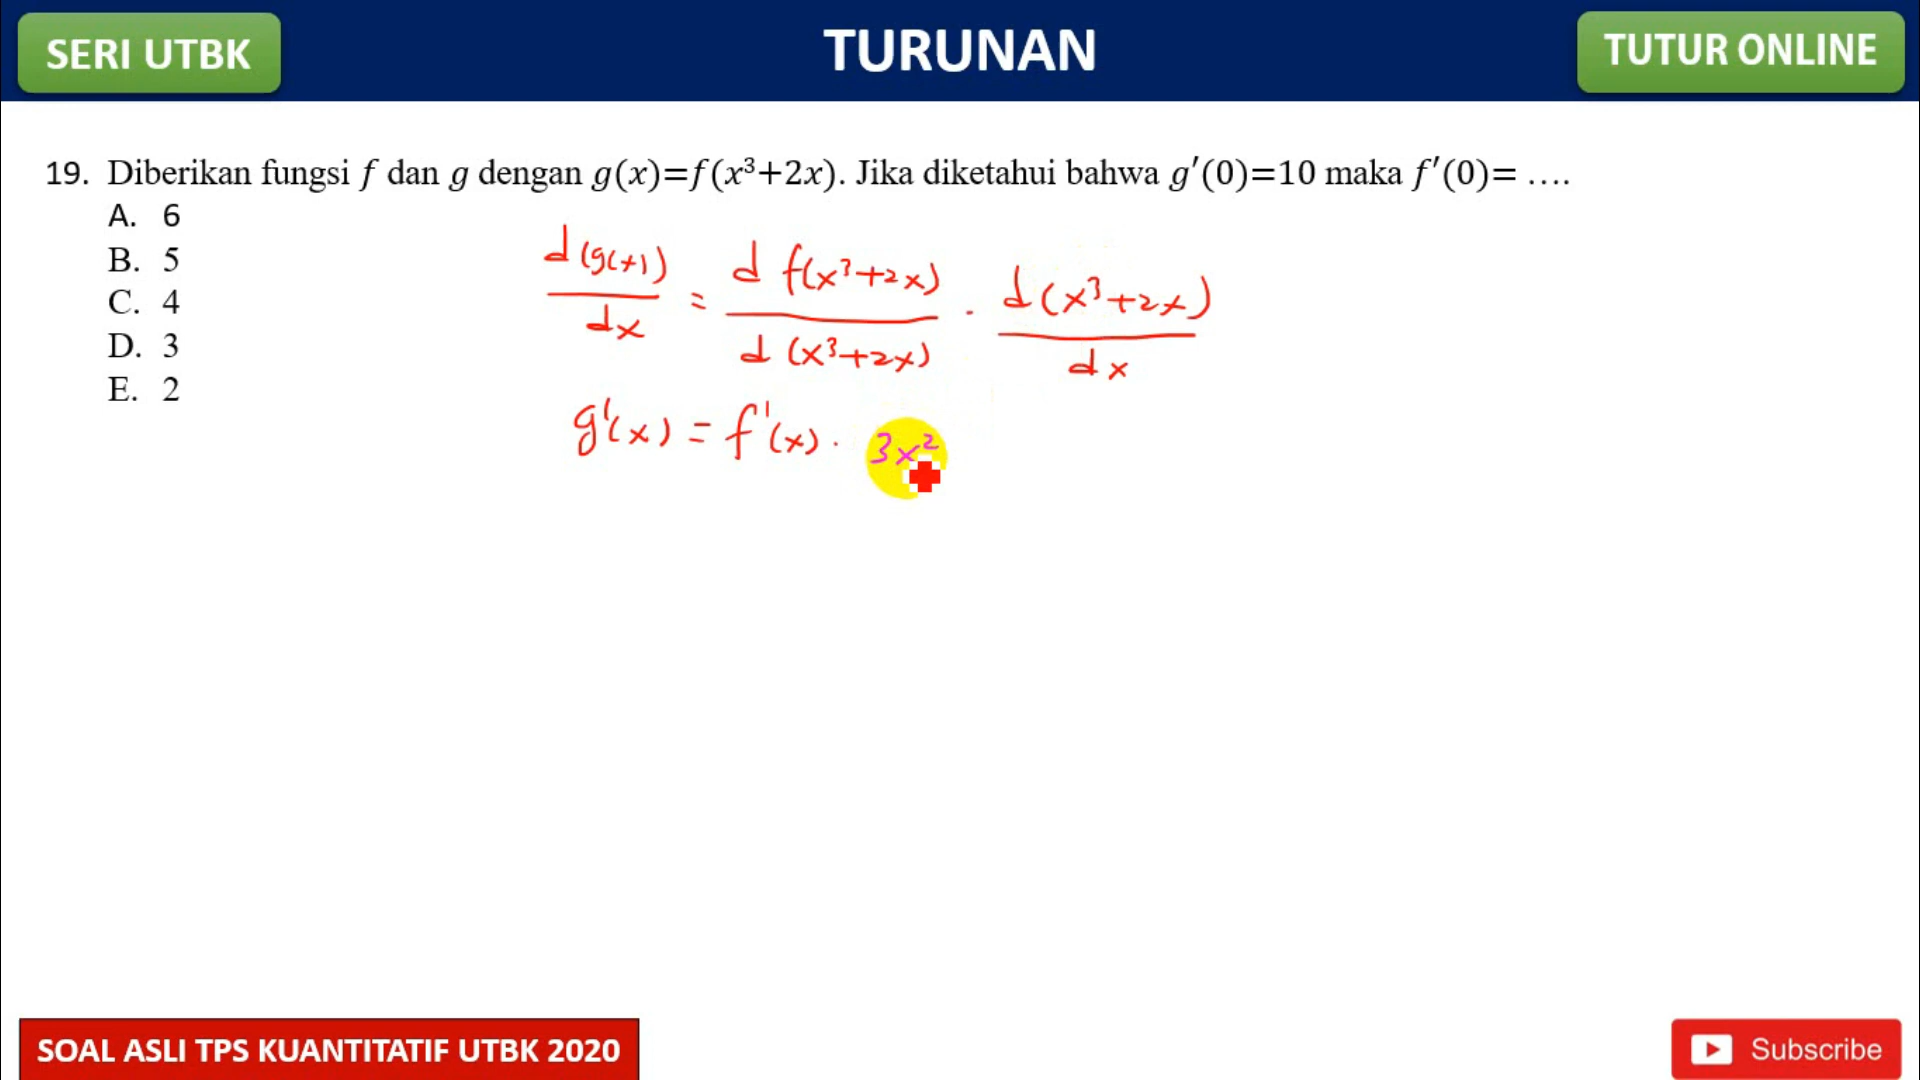 SERI UTBK
TURUNAN
TUTUR ONLINE
19. Diberikan fungsi f dan g dengan g(x)=f(x³+2x). Jika diketahui bahwa g′(0)=10 maka f′(0)= ....
A. 6
B. 5
C. 4
D. 3
E. 2
d(g(x))/dx = d f(x³+2x)/d(x³+2x) · d(x³+2x)/dx
g'(x) = f'(x) · 3x²
SOAL ASLI TPS KUANTITATIF UTBK 2020
Subscribe